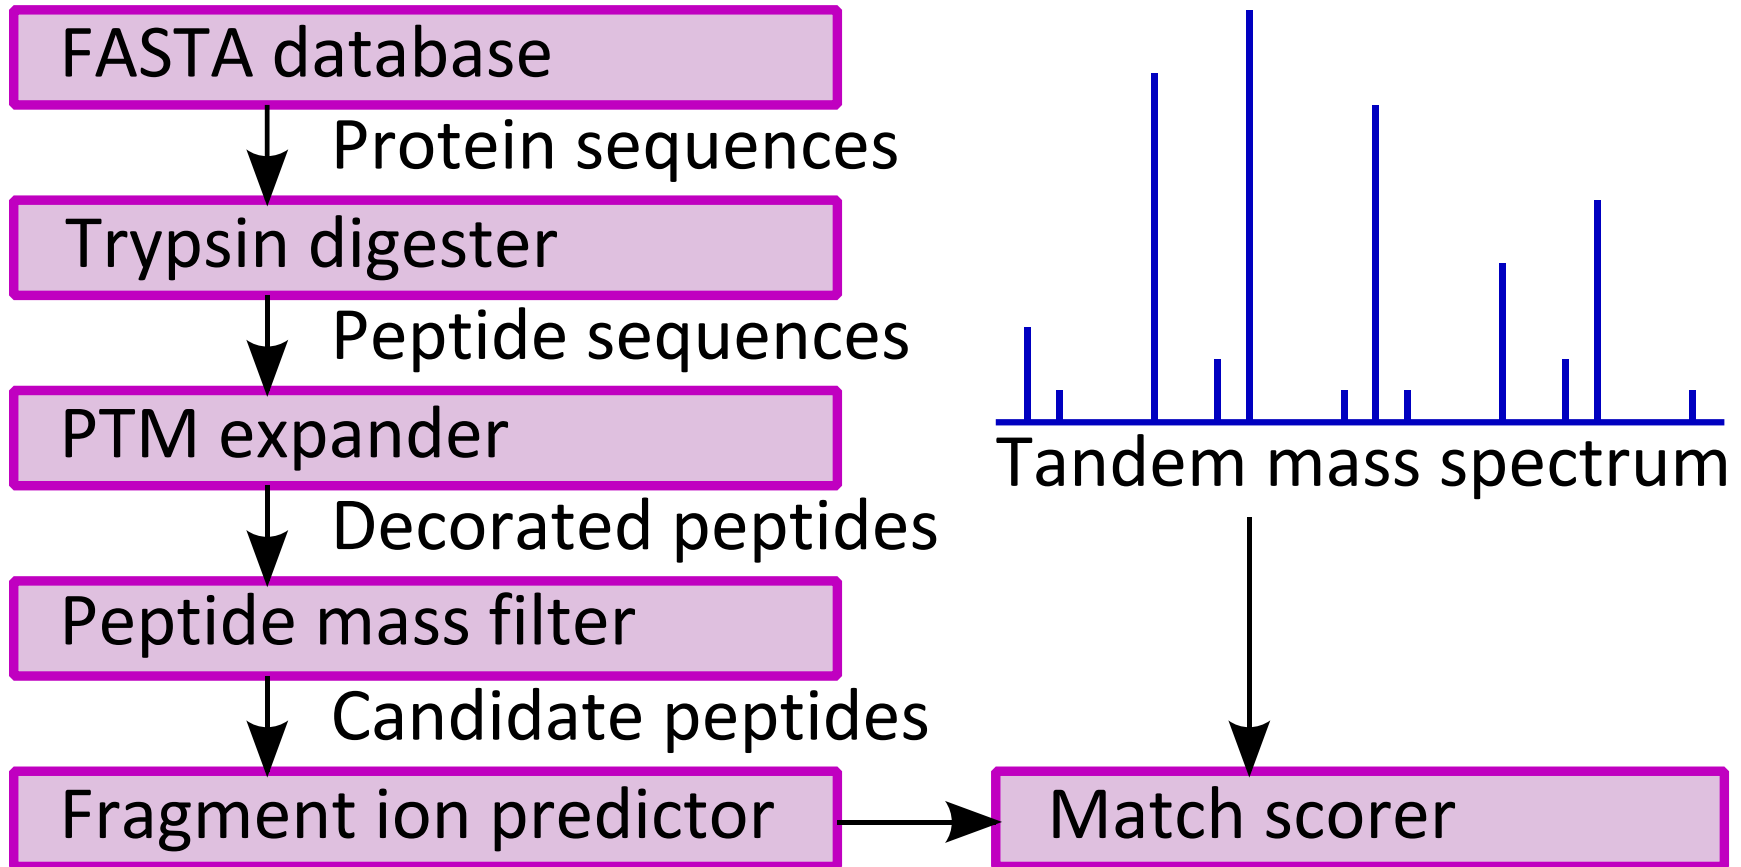 FASTA database
Protein sequences
Trypsin digester
Peptide sequences
PTM expander
Decorated peptides
Peptide mass filter
Candidate peptides
Fragment ion predictor
Tandem mass spectrum
Match scorer